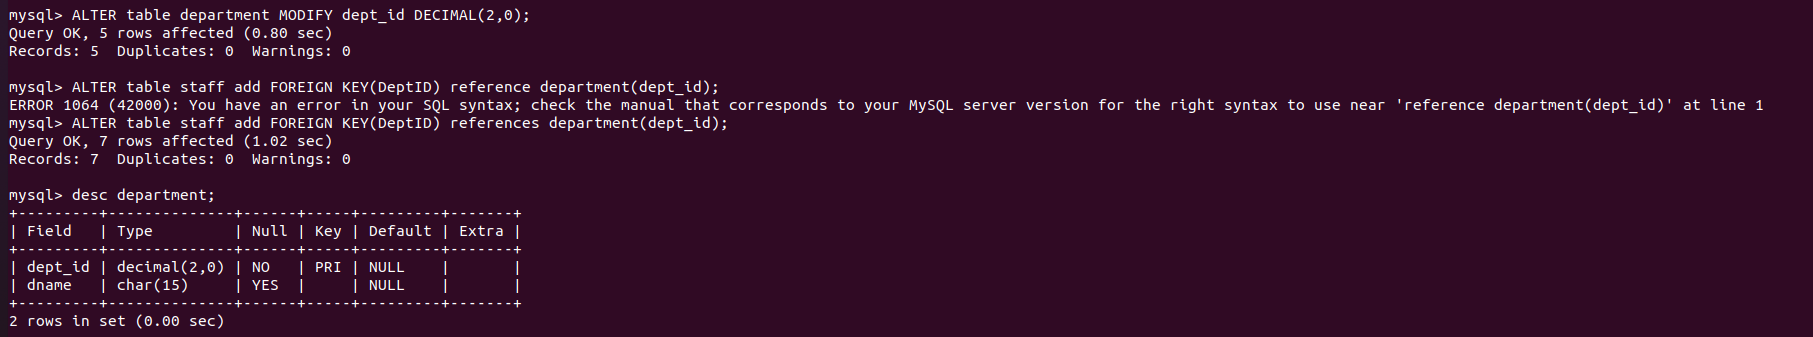 mysql> ALTER table department MODIFY dept_id DECIMAL(2,0);
Query OK, 5 rows affected (0.80 sec)
Records: 5  Duplicates: 0  Warnings: 0

mysql> ALTER table staff add FOREIGN KEY(DeptID) reference department(dept_id);
ERROR 1064 (42000): You have an error in your SQL syntax; check the manual that corresponds to your MySQL server version for the right syntax to use near 'reference department(dept_id)' at line 1
mysql> ALTER table staff add FOREIGN KEY(DeptID) references department(dept_id);
Query OK, 7 rows affected (1.02 sec)
Records: 7  Duplicates: 0  Warnings: 0

mysql> desc department;
+---------+--------------+------+-----+---------+-------+
| Field   | Type         | Null | Key | Default | Extra |
+---------+--------------+------+-----+---------+-------+
| dept_id | decimal(2,0) | NO   | PRI | NULL    |       |
| dname   | char(15)     | YES  |     | NULL    |       |
+---------+--------------+------+-----+---------+-------+
2 rows in set (0.00 sec)